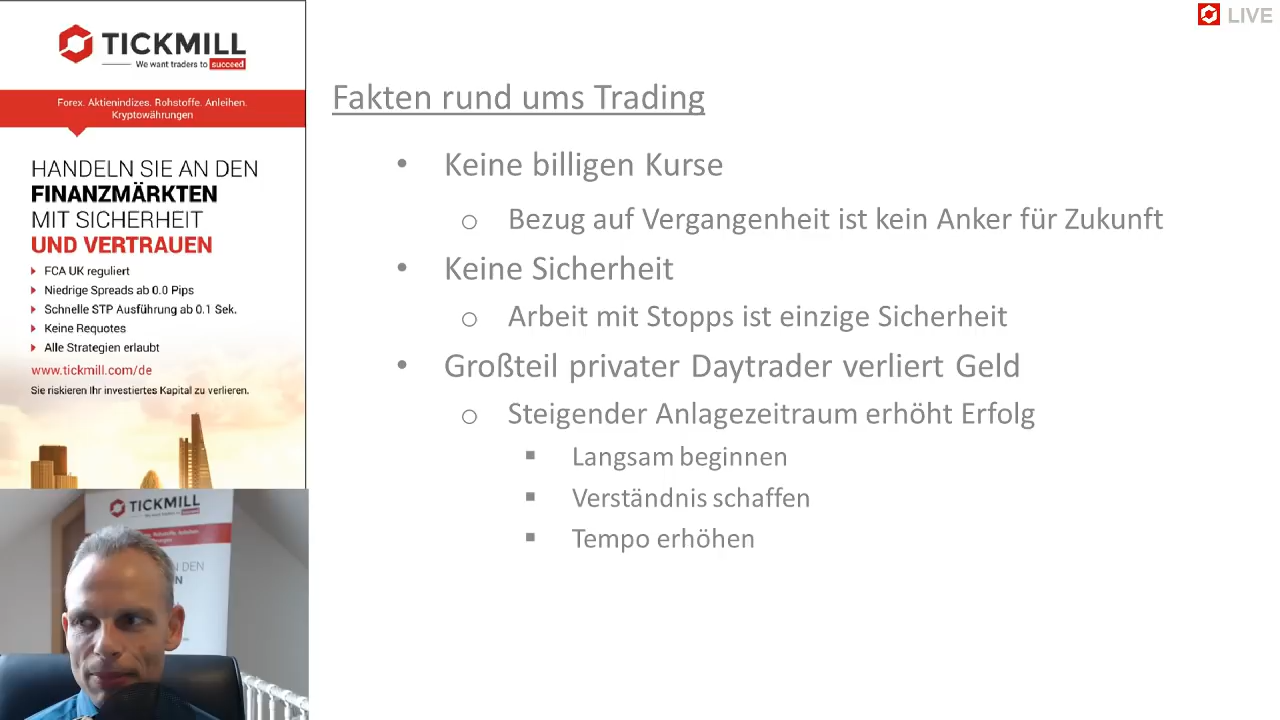 TICKMILL
We want traders to succeed
Forex. Aktienindizes. Rohstoffe. Anleihen.
Kryptowährungen
HANDELN SIE AN DEN
FINANZMÄRKTEN
MIT SICHERHEIT
UND VERTRAUEN
FCA UK reguliert
Niedrige Spreads ab 0.0 Pips
Schnelle STP Ausführung ab 0.1 Sek.
Keine Requotes
Alle Strategien erlaubt
www.tickmill.com/de
Sie riskieren Ihr investiertes Kapital zu verlieren.
LIVE
Fakten rund ums Trading
• Keine billigen Kurse
o Bezug auf Vergangenheit ist kein Anker für Zukunft
• Keine Sicherheit
o Arbeit mit Stopps ist einzige Sicherheit
• Großteil privater Daytrader verliert Geld
o Steigender Anlagezeitraum erhöht Erfolg
▪ Langsam beginnen
▪ Verständnis schaffen
▪ Tempo erhöhen
TICKMILL